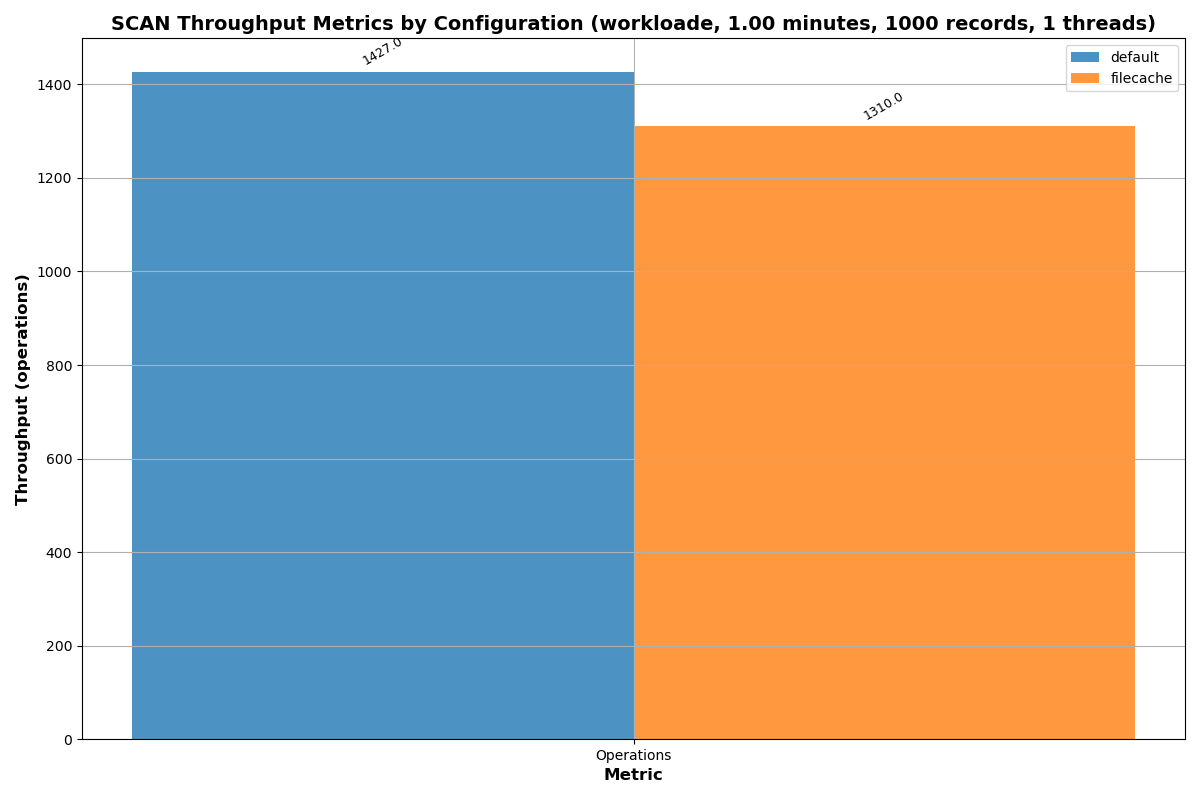 SCAN Throughput Metrics by Configuration (workloade, 1.00 minutes, 1000 records, 1 threads)
1427.0
1310.0
default
filecache
1400
1200
1000
800
600
400
200
0
Throughput (operations)
Operations
Metric